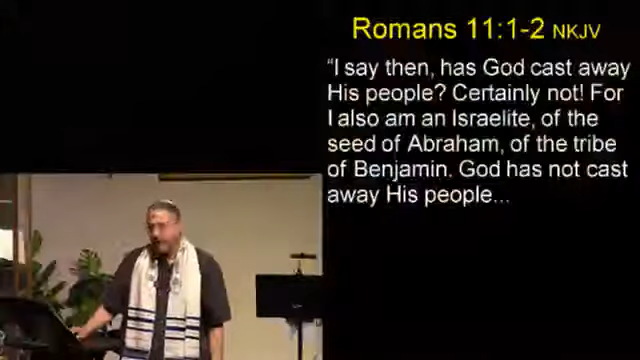 Romans 11:1-2 NKJV
“I say then, has God cast away
His people? Certainly not! For
I also am an Israelite, of the
seed of Abraham, of the tribe
of Benjamin. God has not cast
away His people...